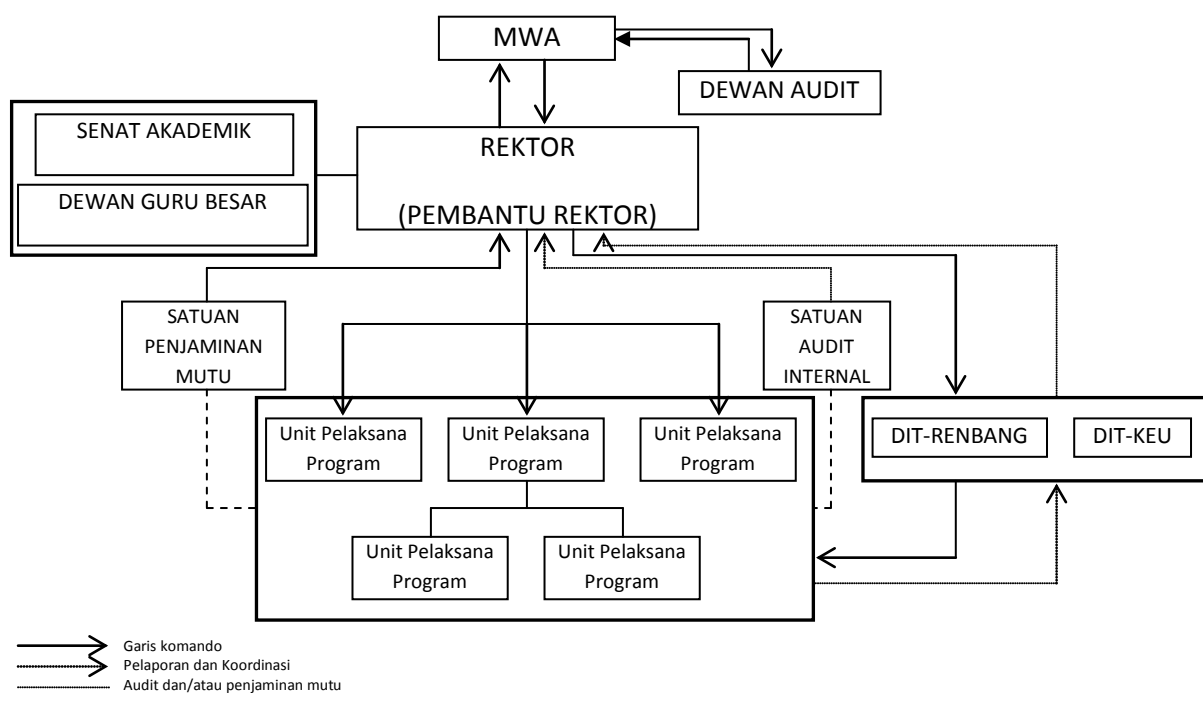 MWA
DEWAN AUDIT
SENAT AKADEMIK
DEWAN GURU BESAR
REKTOR
(PEMBANTU REKTOR)
SATUAN
PENJAMINAN
MUTU
SATUAN
AUDIT
INTERNAL
Unit Pelaksana
Program
Unit Pelaksana
Program
Unit Pelaksana
Program
DIT-RENBANG
DIT-KEU
Unit Pelaksana
Program
Unit Pelaksana
Program
Garis komando
Pelaporan dan Koordinasi
Audit dan/atau penjaminan mutu